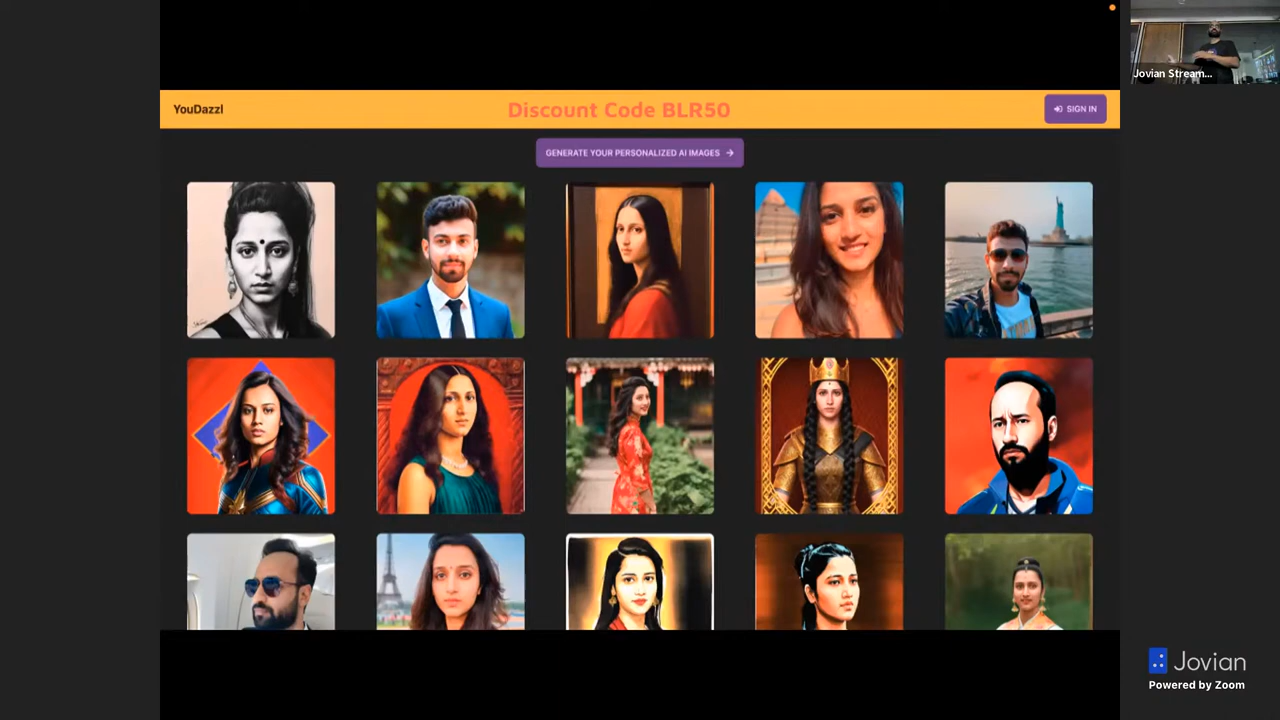 YouDazzl
Discount Code BLR50
SIGN IN
GENERATE YOUR PERSONALIZED AI IMAGES
Jovian Stream...
Jovian
Powered by Zoom